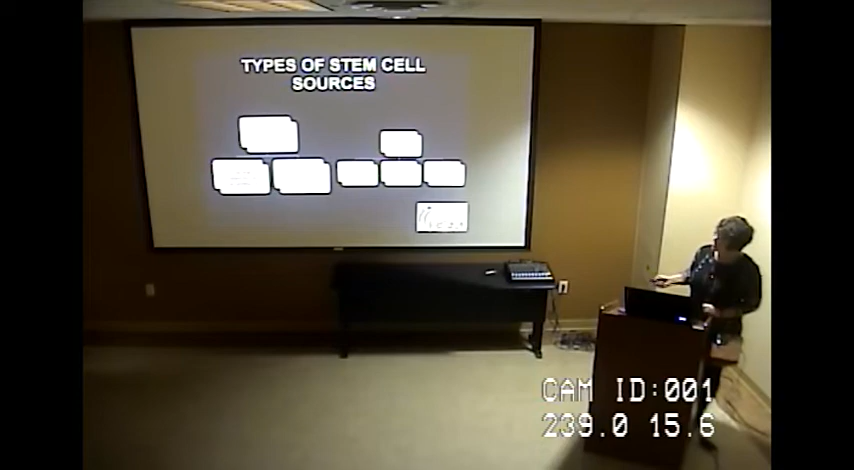 TYPES OF STEM CELL
SOURCES
CAM ID:001
239.0 15.6